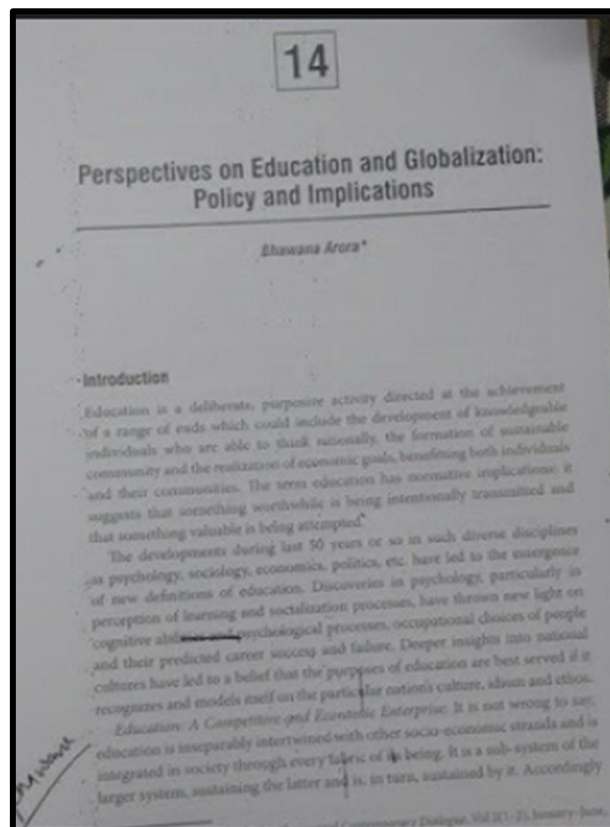 14
Perspectives on Education and Globalization:
Policy and Implications
Bhawana Arora*
Introduction
Education is a deliberate, purposive activity directed at the achievement
of a range of ends which could include the development of knowledgeable
individuals who are able to think rationally, the formation of sustainable
community and the realization of economic goals, benefitting both individuals
and their communities. The term education has normative implications: it
suggests that something worthwhile is being intentionally transmitted and
that something valuable is being attempted
The developments during last 50 years or so in such diverse disciplines
as psychology, sociology, economics, politics, etc. have led to the emergence
of new definitions of education. Discoveries in psychology, particularly in
perception of learning and socialization processes, have thrown new light on
cognitive psychological processes, occupational choices of people
and their predicted career success and failure. Deeper insights into national
cultures have led to a belief that the purposes of education are best served if it
recognizes and models itself on the particular nation's culture, idiom and ethos.
Education: A Competitive and Economic Enterprise: It is not wrong to say,
education is inseparably intertwined with other socio-economic strands and is
integrated in society through every fabric of its being. It is a sub-system of the
larger system, sustaining the latter and is, in turn, sustained by it. Accordingly
Contemporary Dialogue, Vol 2(1-2), January-June